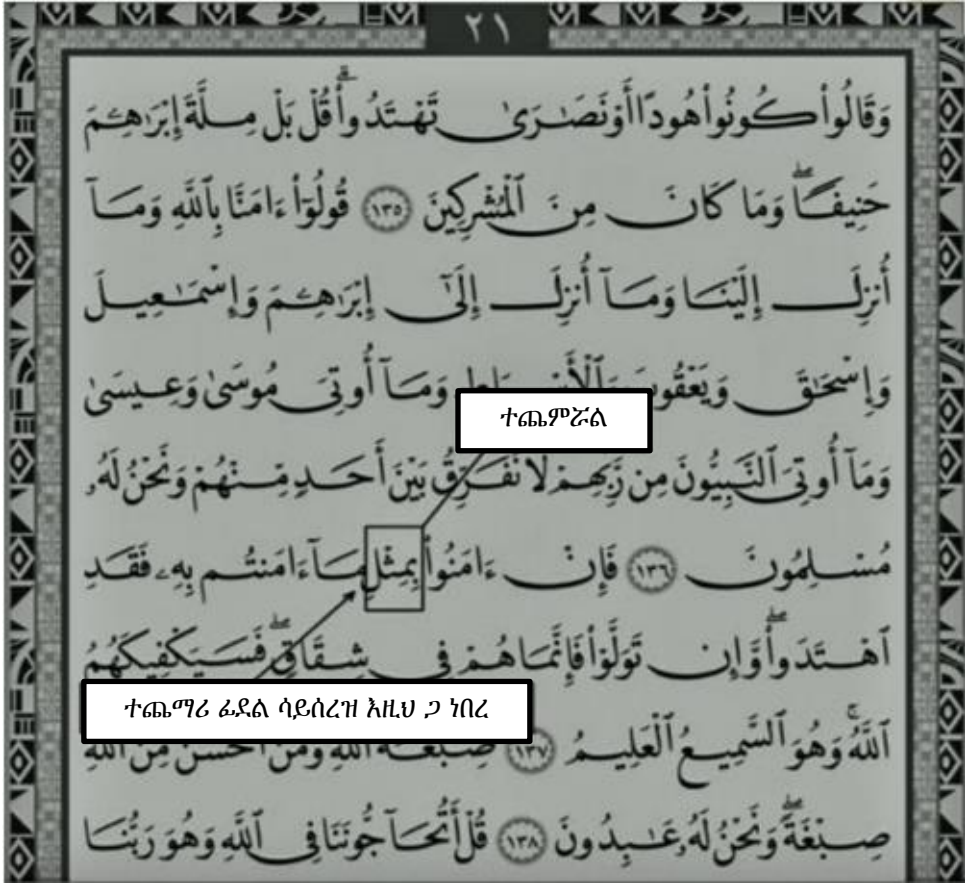 ٢١
وَقَالُوا۟ كُونُوا۟ هُودًا أَوْ نَصَٰرَىٰ تَهْتَدُوا۟ ۗ قُلْ بَلْ مِلَّةَ إِبْرَٰهِۦمَ
حَنِيفًا ۖ وَمَا كَانَ مِنَ ٱلْمُشْرِكِينَ ١٣٥ قُولُوٓا۟ ءَامَنَّا بِٱللَّهِ وَمَآ
أُنزِلَ إِلَيْنَا وَمَآ أُنزِلَ إِلَىٰٓ إِبْرَٰهِۦمَ وَإِسْمَٰعِيلَ
وَإِسْحَٰقَ وَيَعْقُوبَ وَمَآ أُوتِىَ مُوسَىٰ وَعِيسَىٰ
ተጨምሯል
وَمَآ أُوتِىَ ٱلنَّبِيُّونَ مِن رَّبِّهِمْ لَا نُفَرِّقُ بَيْنَ أَحَدٍ مِّنْهُمْ وَنَحْنُ لَهُۥ
مُسْلِمُونَ ١٣٦ فَإِنْ ءَامَنُوا۟ بِمِثْلِ مَآ ءَامَنتُم بِهِۦ فَقَدِ
ٱهْتَدَوا۟ ۖ وَّإِن تَوَلَّوْا۟ فَإِنَّمَا هُمْ فِى شِقَاقٍ ۖ فَسَيَكْفِيكَهُمُ
ተጨማሪ ፊደል ሳይሰረዝ እዚህ ጋ ነበረ
ٱللَّهُ ۚ وَهُوَ ٱلسَّمِيعُ ٱلْعَلِيمُ ١٣٧ صِبْغَةَ ٱللَّهِ وَمَنْ أَحْسَنُ مِنَ ٱللَّهِ
صِبْغَةً ۖ وَنَحْنُ لَهُۥ عَٰبِدُونَ ١٣٨ قُلْ أَتُحَآجُّونَنَا فِى ٱللَّهِ وَهُوَ رَبُّنَا